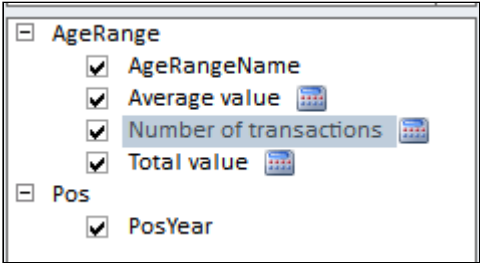 AgeRange
AgeRangeName
Average value
Number of transactions
Total value
Pos
PosYear